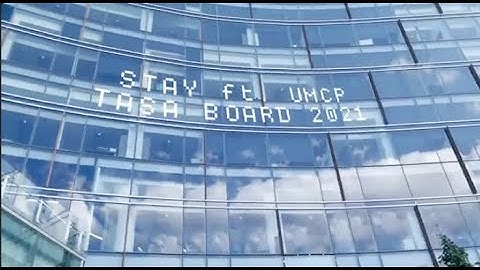 STAY ft. UMCP
TASA BOARD 2021